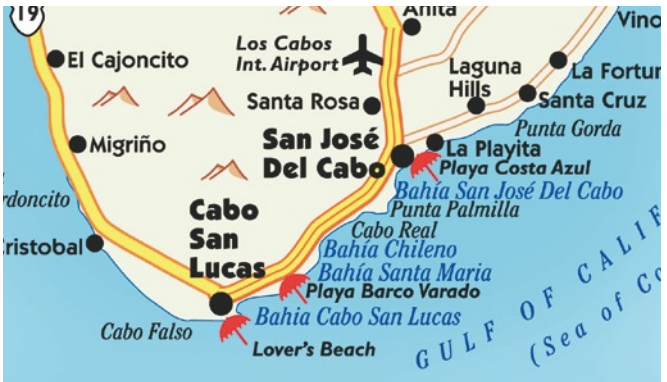 19
Anita
Vino
El Cajoncito
Los Cabos
Int. Airport
La Fortun
Laguna
Hills
Santa Rosa
Santa Cruz
Migriño
San José
Del Cabo
Punta Gorda
La Playita
Playa Costa Azul
rdoncito
Bahía San José Del Cabo
Cabo
San
Lucas
Punta Palmilla
Cabo Real
ristobal
Bahía Chileno
Bahía Santa Maria
Playa Barco Varado
Cabo Falso
Bahia Cabo San Lucas
Lover's Beach
GULF OF CALIF
(Sea of Co